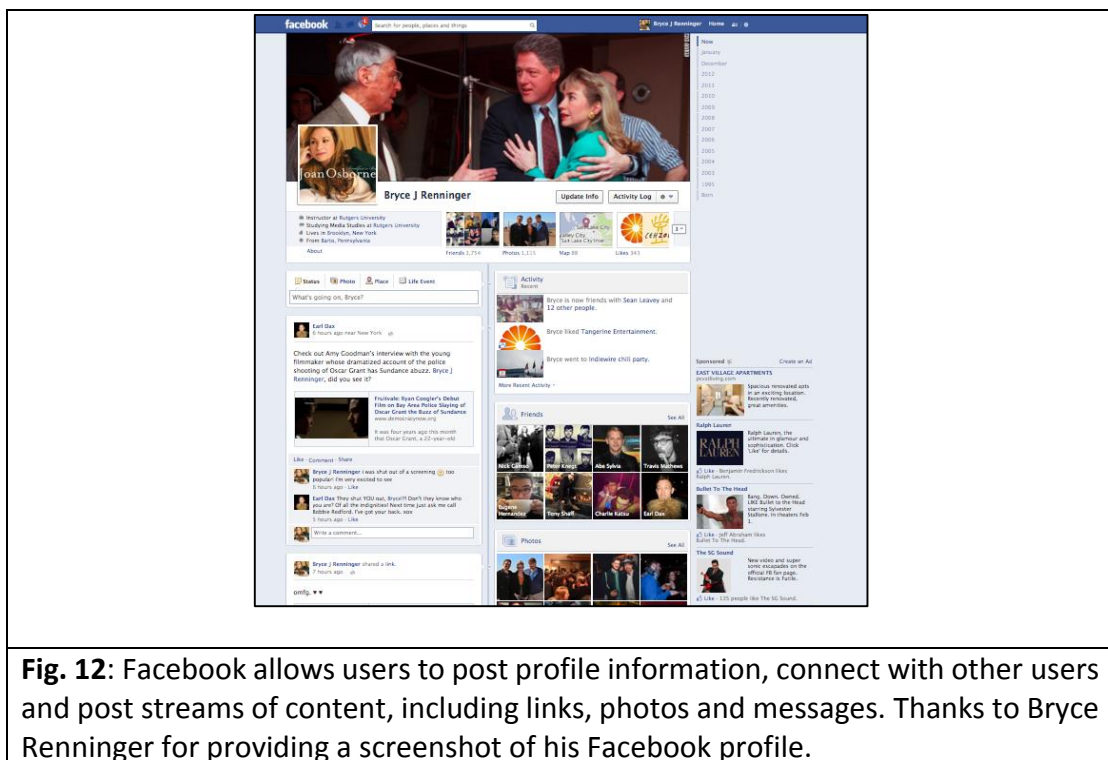 facebook
Search for people, places and things
Bryce J Renninger Home
Joan Osborne
Bryce J Renninger
Update Info
Activity Log
Instructor at Rutgers University
Studying Media Studies at Rutgers University
Lives in Brooklyn, New York
From Barto, Pennsylvania
About
Friends 1,254
Photos 1,115
Map 88
Likes 343
Salt Lake City
Valley City
Status Photo Place Life Event
What's going on, Bryce?
Earl Dax
6 hours ago near New York
Check out Amy Goodman's interview with the young
filmmaker whose dramatized account of the police
shooting of Oscar Grant has Sundance abuzz. Bryce J
Renninger, did you see it?
Fruitvale: Ryan Coogler's Debut
Film on Bay Area Police Slaying of
Oscar Grant the Buzz of Sundance
www.democracynow.org
It was four years ago this month
that Oscar Grant, a 22-year-old
Like · Comment · Share
Bryce J Renninger i was shut out of a screening too
popular! i'm very excited to see
6 hours ago · Like
Earl Dax They shut YOU out, Bryce?!! Don't they know who
you are? Of all the indignities! Next time just ask me call
Robbie Redford. I've got your back. xox
5 hours ago · Like
Write a comment...
Bryce J Renninger shared a link.
7 hours ago
omfg. ♥ ♥
Activity
Recent
Bryce is now friends with Sean Leavey and
12 other people.
Bryce liked Tangerine Entertainment.
Bryce went to Indiewire chili party.
More Recent Activity
Friends
See All
Peter Knegt
Abe Sylvia
Travis Mathews
Eugene
Hernandez
Charlie Katsu
Earl Dax
Photos
See All
Now
January
December
2012
2011
2010
2009
2008
2007
2006
2005
2004
2003
Born
Sponsored
Create an Ad
EAST VILLAGE APARTMENTS
Spacious renovated apts
in an exciting location.
Recently renovated,
great amenities.
Ralph Lauren
RALPH
LAUREN
Ralph Lauren, the
ultimate in glamour and
sophistication. Click
'Like' for details.
Like · Benjamin Fredrickson likes
Ralph Lauren.
Bullet To The Head
Bang. Down. Owned.
LIKE Bullet to the Head
starring Sylvester
Stallone. In theaters Feb
1.
Like · Jeff Abraham likes
Bullet To The Head.
The SG Sound
New video and super
sonic escapades on the
official FB fan page.
Resistance is Futile.
Like · 135 people like The SG Sound.
Fig. 12: Facebook allows users to post profile information, connect with other users
and post streams of content, including links, photos and messages. Thanks to Bryce
Renninger for providing a screenshot of his Facebook profile.